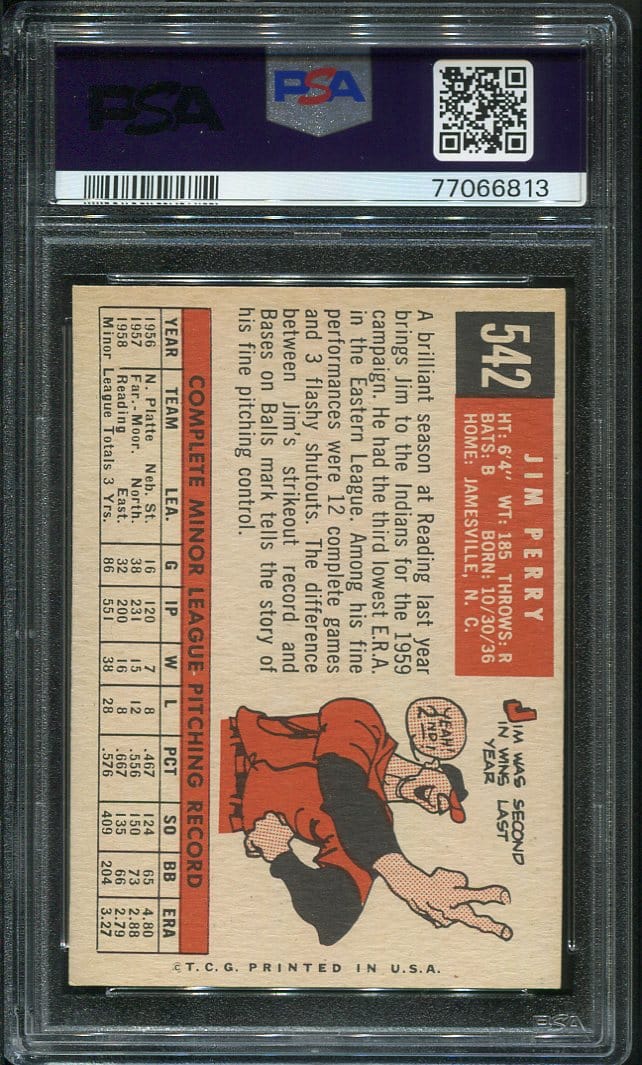 PSA
PSA
77066813
542
JIM PERRY
HT: 6'4" WT: 185 THROWS: R
BATS: B BORN: 10/30/36
HOME: JAMESVILLE, N. C.
A brilliant season at Reading last year
brings Jim to the Indians for the 1959
campaign. He had the third lowest E.R.A.
in the Eastern League. Among his fine
performances were 12 complete games
and 3 flashy shutouts. The difference
between Jim's strikeout record and
Bases on Balls mark tells the story of
his fine pitching control.
JIM WAS SECOND
IN WINS LAST
YEAR
YEAH
2ND!
COMPLETE MINOR LEAGUE PITCHING RECORD
YEAR TEAM LEA. G IP W L PCT SO BB ERA
1956 N. Platte Neb. St. 16 120 7 8 .467 124 65 4.80
1957 Far.-Moor. North. 38 231 15 12 .556 150 73 2.88
1958 Reading East. 32 200 16 8 .667 135 66 2.79
Minor League Totals 3 Yrs. 86 551 38 28 .576 409 204 3.27
©T.C.G. PRINTED IN U.S.A.
PSA